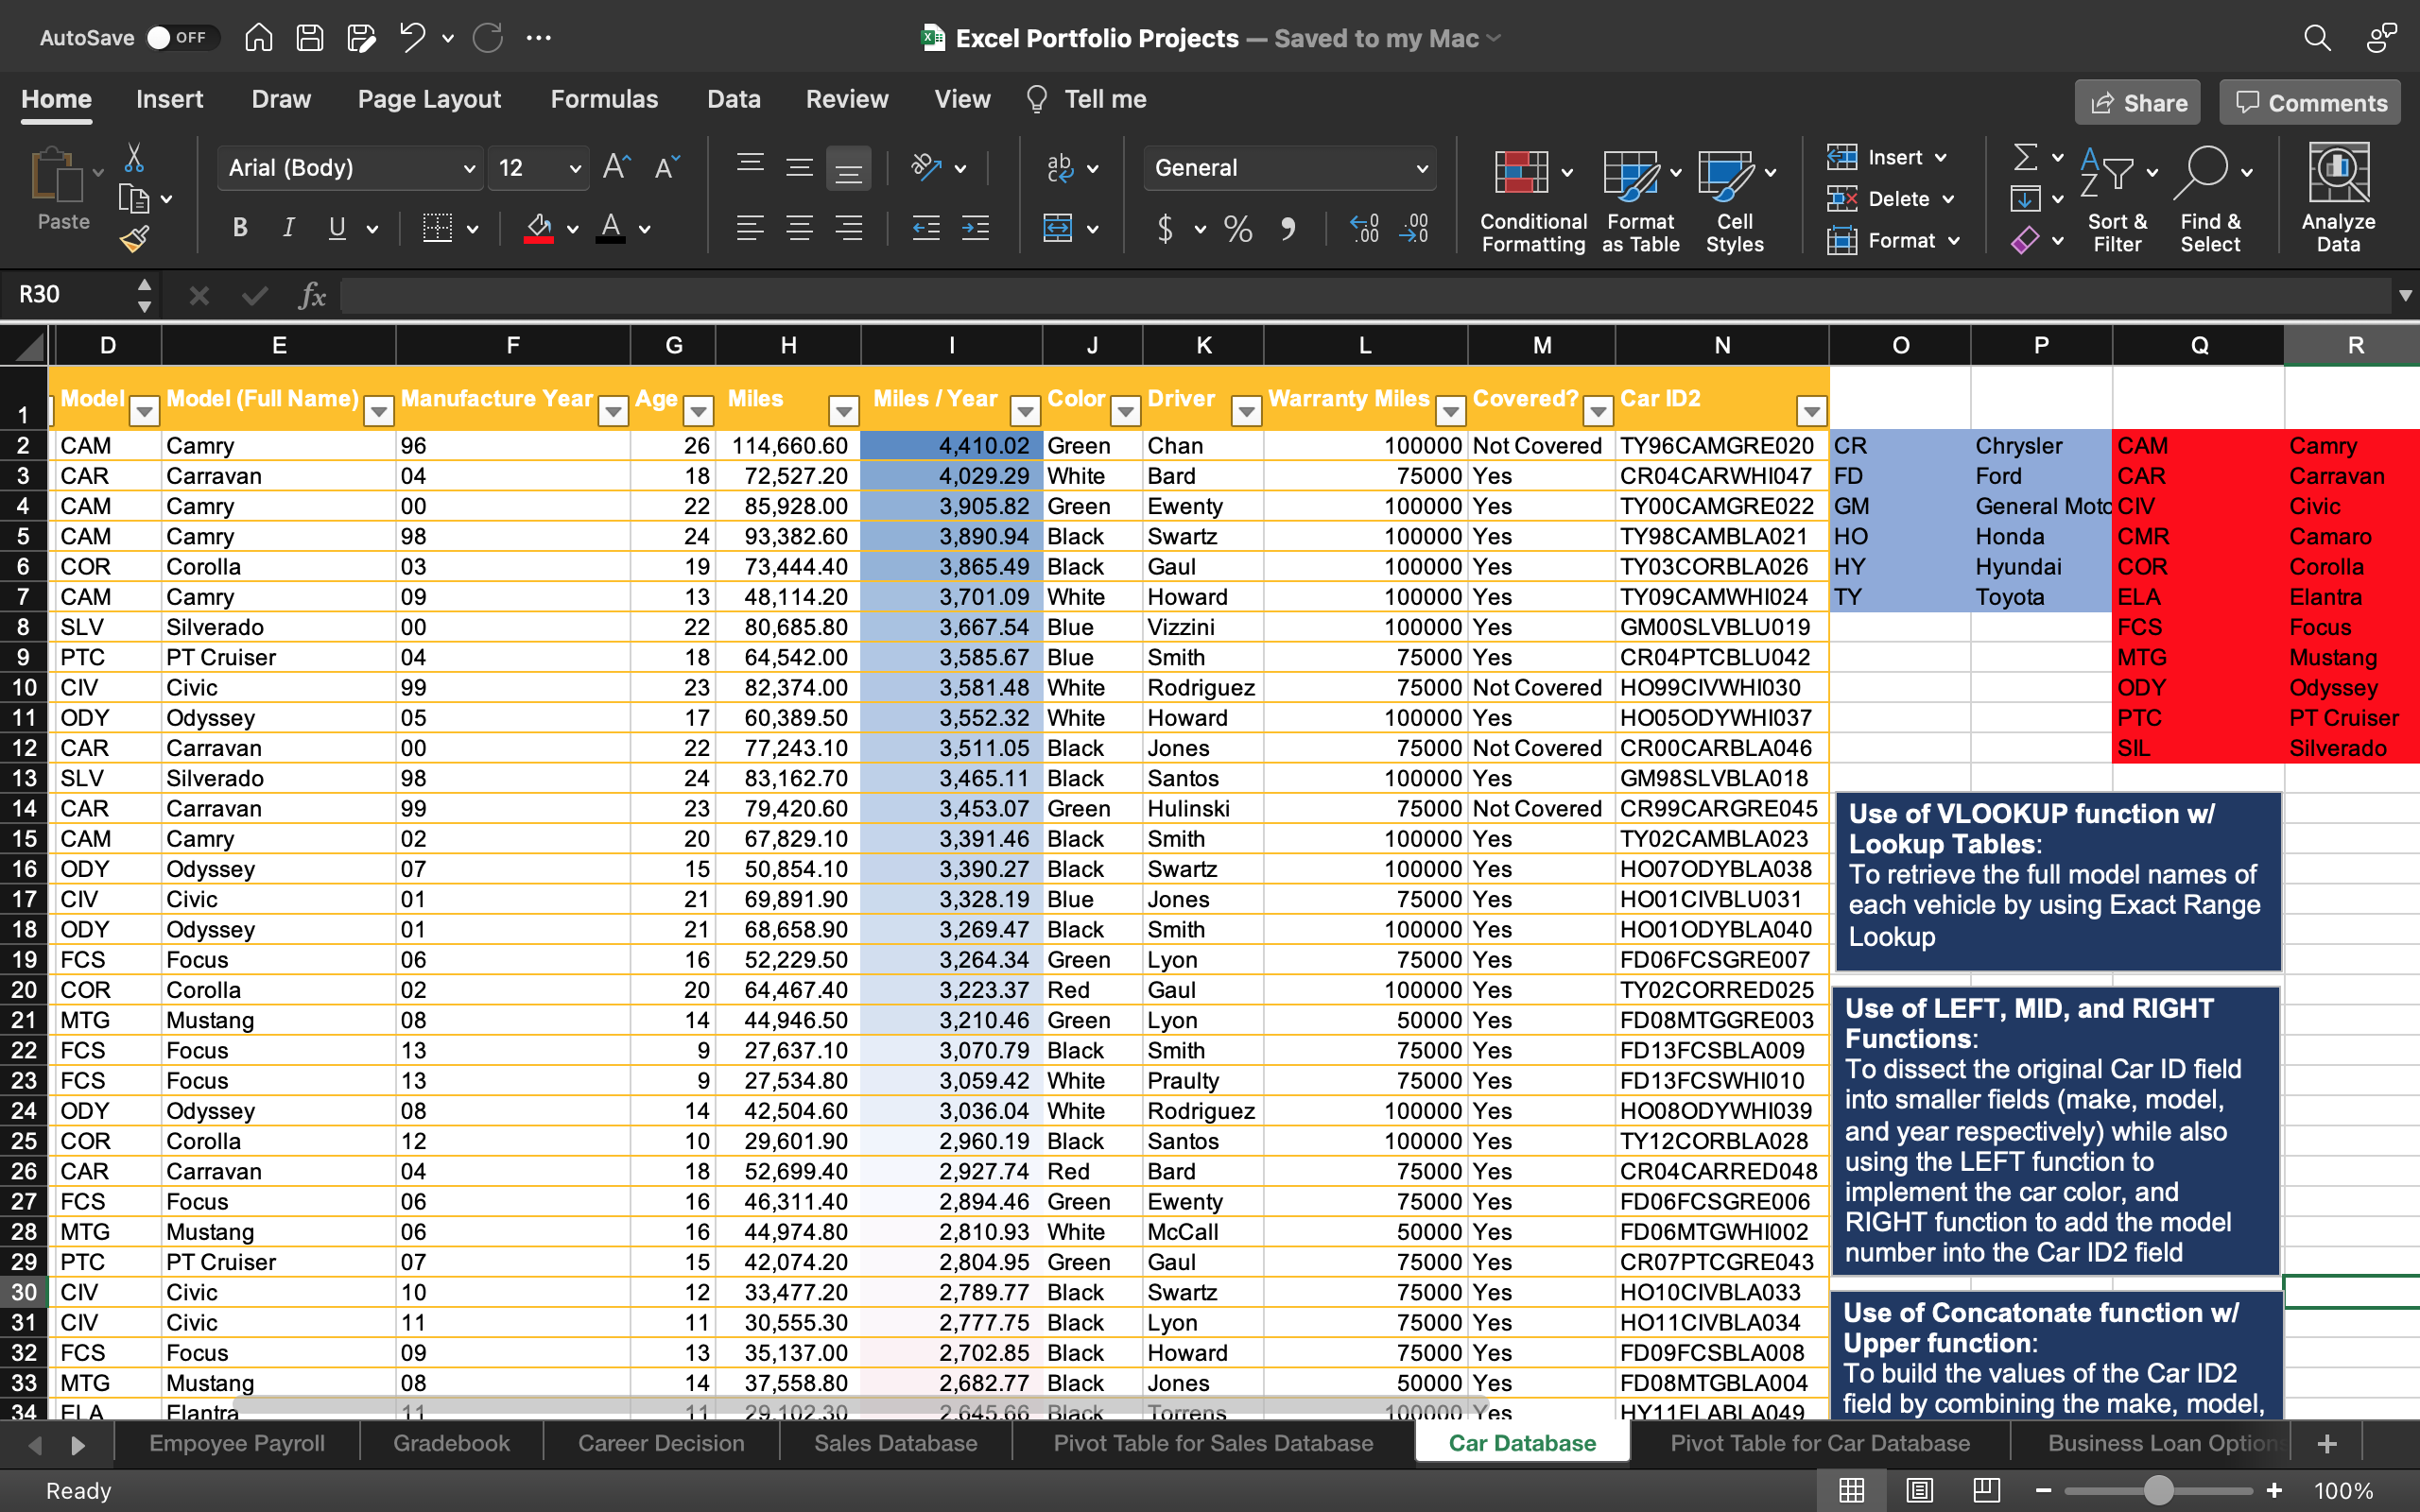 AutoSave OFF Excel Portfolio Projects — Saved to my Mac
Home Insert Draw Page Layout Formulas Data Review View Tell me Share Comments
Paste Arial (Body) 12 General Conditional Formatting Format as Table Cell Styles Insert Delete Format Sort & Filter Find & Select Analyze Data
R30 fx
D E F G H I J K L M N O P Q R
1 Model Model (Full Name) Manufacture Year Age Miles Miles / Year Color Driver Warranty Miles Covered? Car ID2
2 CAM Camry 96 26 114,660.60 4,410.02 Green Chan 100000 Not Covered TY96CAMGRE020 CR Chrysler CAM Camry
3 CAR Carravan 04 18 72,527.20 4,029.29 White Bard 75000 Yes CR04CARWHI047 FD Ford CAR Carravan
4 CAM Camry 00 22 85,928.00 3,905.82 Green Ewenty 100000 Yes TY00CAMGRE022 GM General Moto CIV Civic
5 CAM Camry 98 24 93,382.60 3,890.94 Black Swartz 100000 Yes TY98CAMBLA021 HO Honda CMR Camaro
6 COR Corolla 03 19 73,444.40 3,865.49 Black Gaul 100000 Yes TY03CORBLA026 HY Hyundai COR Corolla
7 CAM Camry 09 13 48,114.20 3,701.09 White Howard 100000 Yes TY09CAMWHI024 TY Toyota ELA Elantra
8 SLV Silverado 00 22 80,685.80 3,667.54 Blue Vizzini 100000 Yes GM00SLVBLU019 FCS Focus
9 PTC PT Cruiser 04 18 64,542.00 3,585.67 Blue Smith 75000 Yes CR04PTCBLU042 MTG Mustang
10 CIV Civic 99 23 82,374.00 3,581.48 White Rodriguez 75000 Not Covered HO99CIVWHI030 ODY Odyssey
11 ODY Odyssey 05 17 60,389.50 3,552.32 White Howard 100000 Yes HO05ODYWHI037 PTC PT Cruiser
12 CAR Carravan 00 22 77,243.10 3,511.05 Black Jones 75000 Not Covered CR00CARBLA046 SIL Silverado
13 SLV Silverado 98 24 83,162.70 3,465.11 Black Santos 100000 Yes GM98SLVBLA018
14 CAR Carravan 99 23 79,420.60 3,453.07 Green Hulinski 75000 Not Covered CR99CARGRE045
15 CAM Camry 02 20 67,829.10 3,391.46 Black Smith 100000 Yes TY02CAMBLA023
16 ODY Odyssey 07 15 50,854.10 3,390.27 Black Swartz 100000 Yes HO07ODYBLA038
17 CIV Civic 01 21 69,891.90 3,328.19 Blue Jones 75000 Yes HO01CIVBLU031
18 ODY Odyssey 01 21 68,658.90 3,269.47 Black Smith 100000 Yes HO01ODYBLA040
19 FCS Focus 06 16 52,229.50 3,264.34 Green Lyon 75000 Yes FD06FCSGRE007
20 COR Corolla 02 20 64,467.40 3,223.37 Red Gaul 100000 Yes TY02CORRED025
21 MTG Mustang 08 14 44,946.50 3,210.46 Green Lyon 50000 Yes FD08MTGGRE003
22 FCS Focus 13 9 27,637.10 3,070.79 Black Smith 75000 Yes FD13FCSBLA009
23 FCS Focus 13 9 27,534.80 3,059.42 White Praulty 75000 Yes FD13FCSWHI010
24 ODY Odyssey 08 14 42,504.60 3,036.04 White Rodriguez 100000 Yes HO08ODYWHI039
25 COR Corolla 12 10 29,601.90 2,960.19 Black Santos 100000 Yes TY12CORBLA028
26 CAR Carravan 04 18 52,699.40 2,927.74 Red Bard 75000 Yes CR04CARRED048
27 FCS Focus 06 16 46,311.40 2,894.46 Green Ewenty 75000 Yes FD06FCSGRE006
28 MTG Mustang 06 16 44,974.80 2,810.93 White McCall 50000 Yes FD06MTGWHI002
29 PTC PT Cruiser 07 15 42,074.20 2,804.95 Green Gaul 75000 Yes CR07PTCGRE043
30 CIV Civic 10 12 33,477.20 2,789.77 Black Swartz 75000 Yes HO10CIVBLA033
31 CIV Civic 11 11 30,555.30 2,777.75 Black Lyon 75000 Yes HO11CIVBLA034
32 FCS Focus 09 13 35,137.00 2,702.85 Black Howard 75000 Yes FD09FCSBLA008
33 MTG Mustang 08 14 37,558.80 2,682.77 Black Jones 50000 Yes FD08MTGBLA004
34 ELA Elantra 11 11 29,102.30 2,645.66 Black Torrens 100000 Yes HY11ELABLA049
Use of VLOOKUP function w/
Lookup Tables:
To retrieve the full model names of
each vehicle by using Exact Range
Lookup
Use of LEFT, MID, and RIGHT
Functions:
To dissect the original Car ID field
into smaller fields (make, model,
and year respectively) while also
using the LEFT function to
implement the car color, and
RIGHT function to add the model
number into the Car ID2 field
Use of Concatonate function w/
Upper function:
To build the values of the Car ID2
field by combining the make, model,
Empoyee Payroll Gradebook Career Decision Sales Database Pivot Table for Sales Database Car Database Pivot Table for Car Database Business Loan Options +
Ready 100%